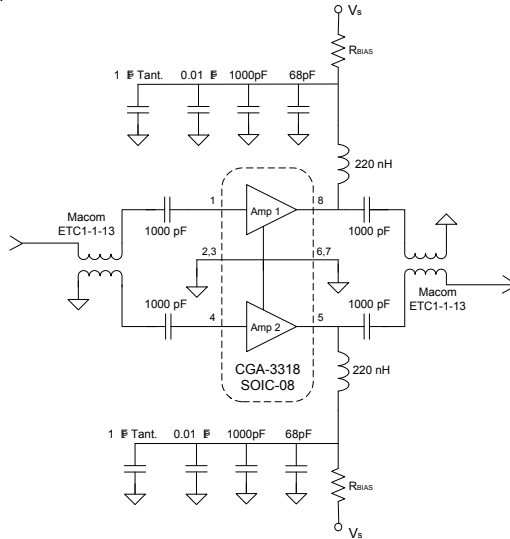 Vs
RBIAS
1 F Tant. 0.01 F 1000pF 68pF
220 nH
1 8
Amp 1
Macom
ETC1-1-13
1000 pF 1000 pF
2,3 6,7
1000 pF 1000 pF
Macom
ETC1-1-13
4 5
Amp 2
CGA-3318
SOIC-08
220 nH
1 F Tant. 0.01 F 1000pF 68pF
RBIAS
Vs